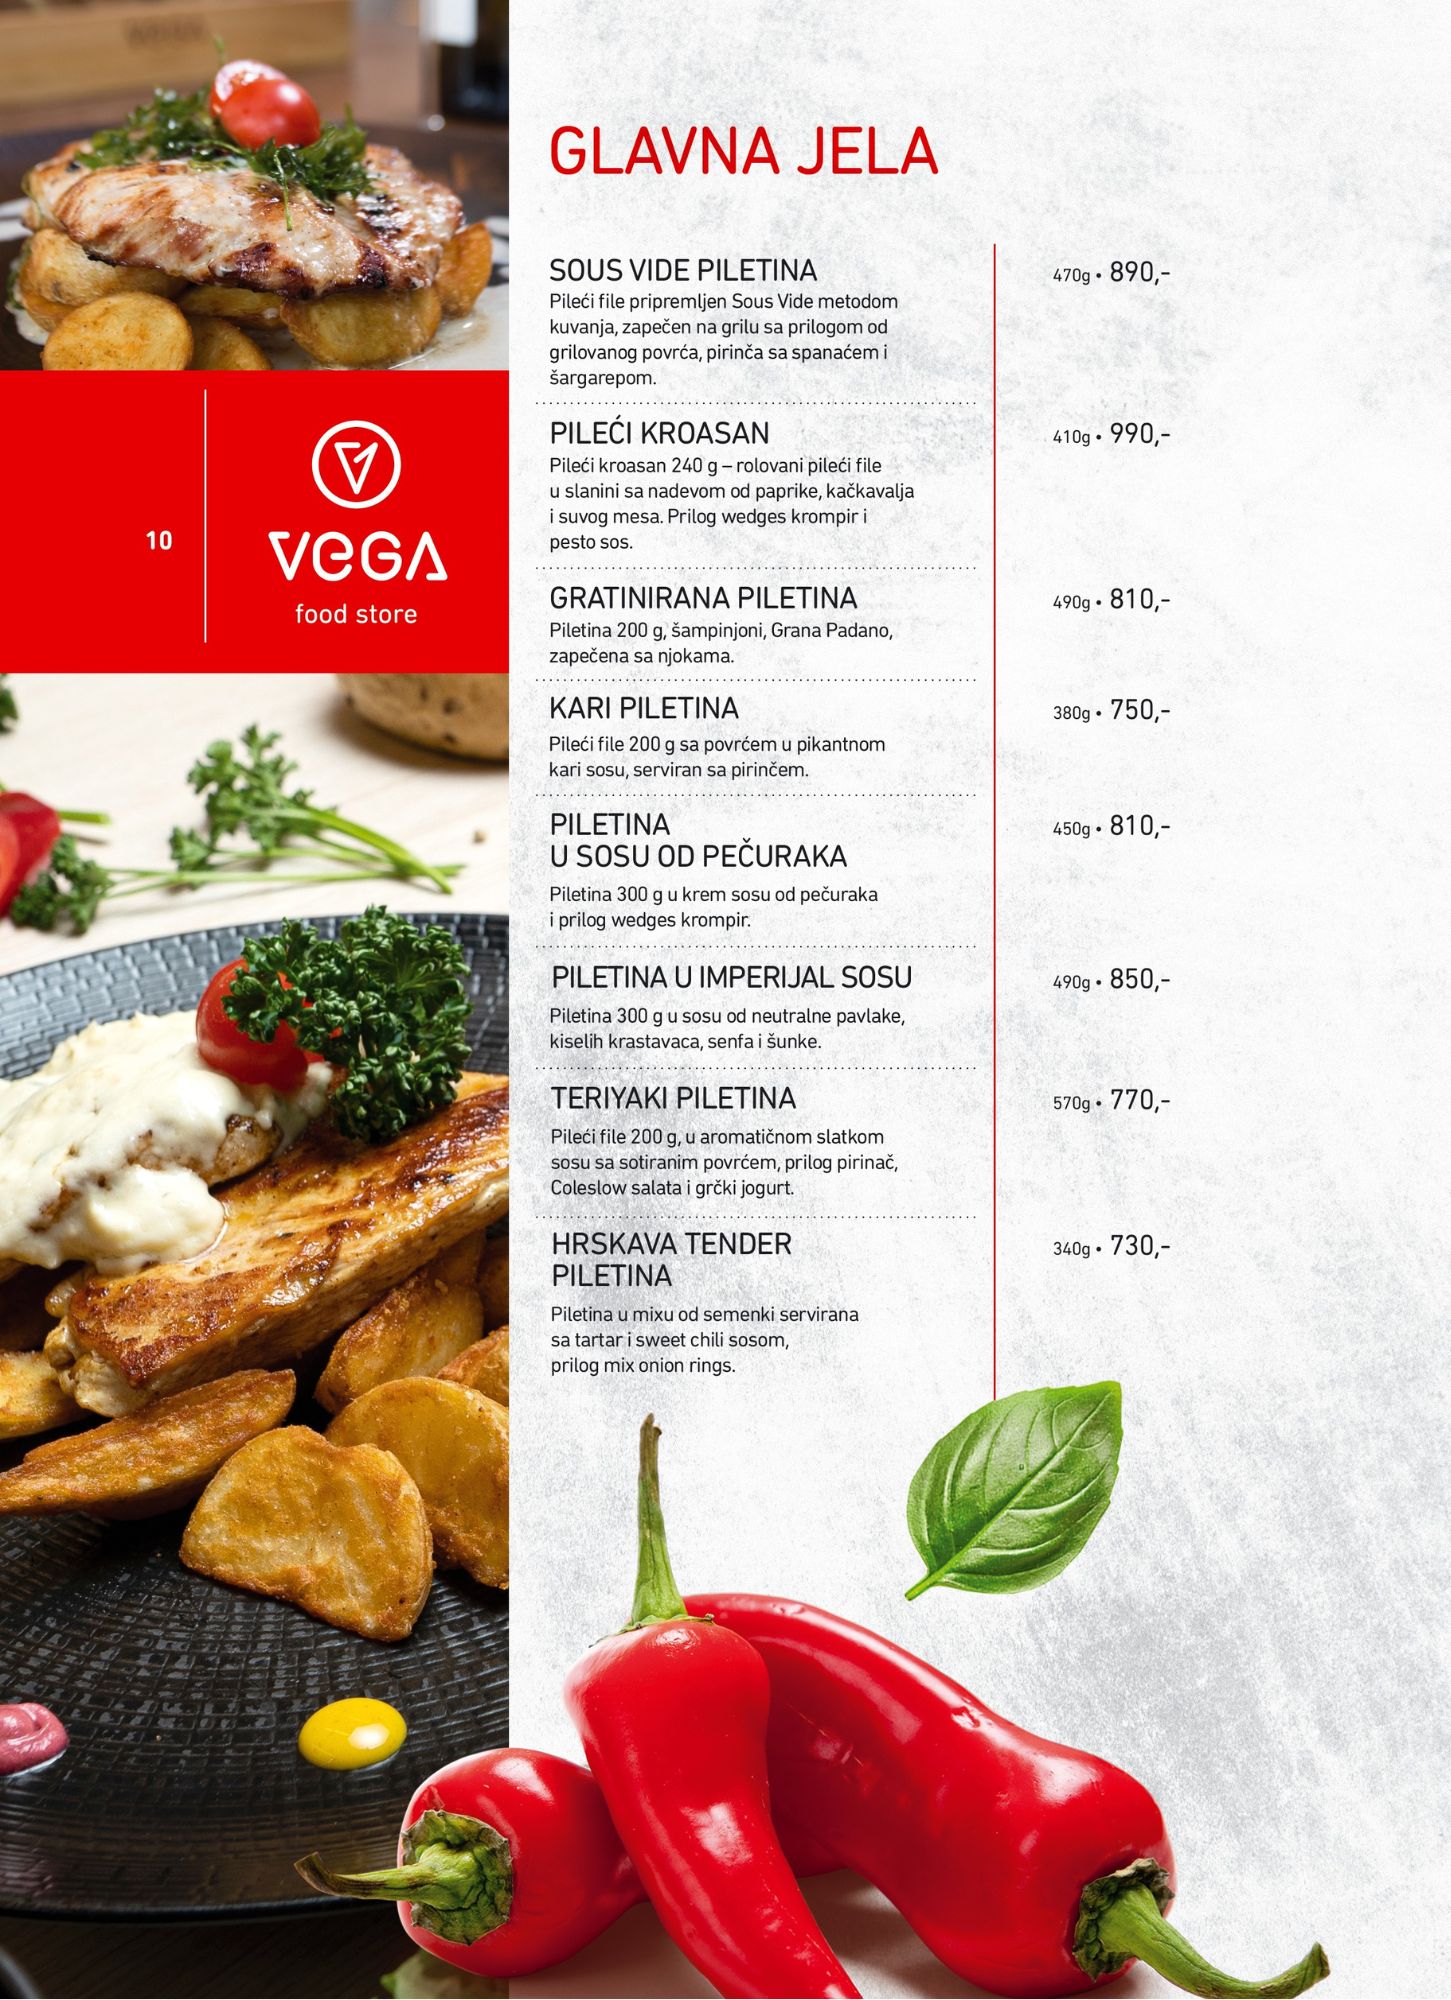 GLAVNA JELA
SOUS VIDE PILETINA
470g • 890,-
Pileći file pripremljen Sous Vide metodom
kuvanja, zapečen na grilu sa prilogom od
grilovanog povrća, pirinča sa spanaćem i
šargarepom.
PILEĆI KROASAN
410g • 990,-
Pileći kroasan 240 g – rolovani pileći file
u slanini sa nadevom od paprike, kačkavalja
i suvog mesa. Prilog wedges krompir i
pesto sos.
GRATINIRANA PILETINA
490g • 810,-
Piletina 200 g, šampinjoni, Grana Padano,
zapečena sa njokama.
KARI PILETINA
380g • 750,-
Pileći file 200 g sa povrćem u pikantnom
kari sosu, serviran sa pirinčem.
PILETINA
U SOSU OD PEČURAKA
450g • 810,-
Piletina 300 g u krem sosu od pečuraka
i prilog wedges krompir.
PILETINA U IMPERIJAL SOSU
490g • 850,-
Piletina 300 g u sosu od neutralne pavlake,
kiselih krastavaca, senfa i šunke.
TERIYAKI PILETINA
570g • 770,-
Pileći file 200 g, u aromatičnom slatkom
sosu sa sotiranim povrćem, prilog pirinač,
Coleslow salata i grčki jogurt.
HRSKAVA TENDER
PILETINA
340g • 730,-
Piletina u mixu od semenki servirana
sa tartar i sweet chili sosom,
prilog mix onion rings.
10
VEGA
food store